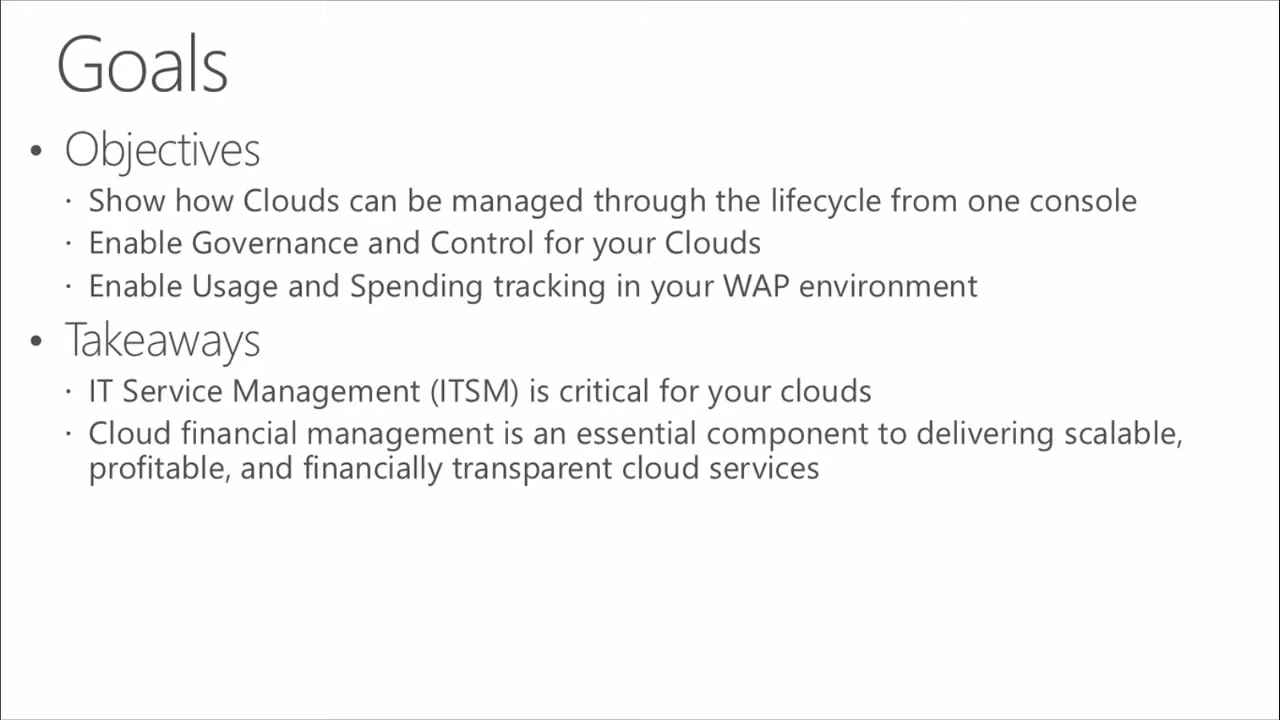 Goals
• Objectives
· Show how Clouds can be managed through the lifecycle from one console
· Enable Governance and Control for your Clouds
· Enable Usage and Spending tracking in your WAP environment
• Takeaways
· IT Service Management (ITSM) is critical for your clouds
· Cloud financial management is an essential component to delivering scalable,
profitable, and financially transparent cloud services